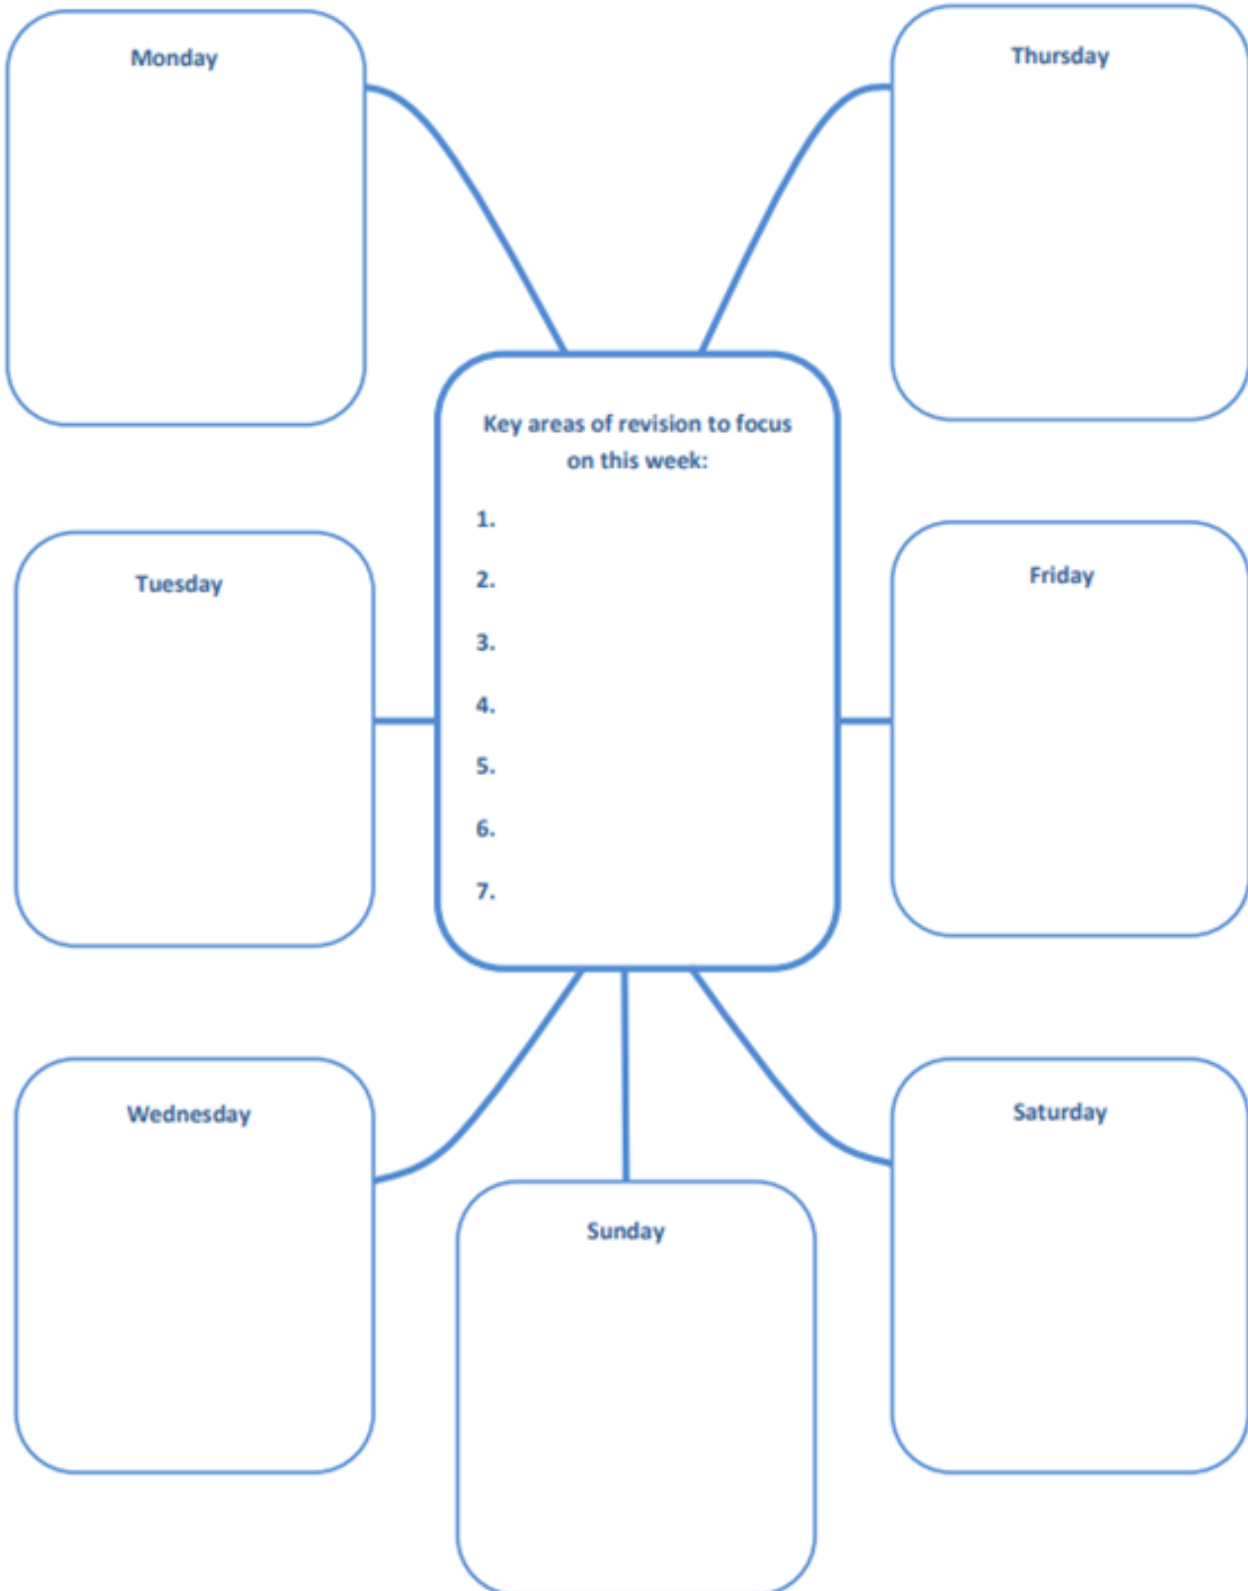 Monday
Thursday
Key areas of revision to focus
on this week:
1.
2.
3.
4.
5.
6.
7.
Tuesday
Friday
Wednesday
Saturday
Sunday